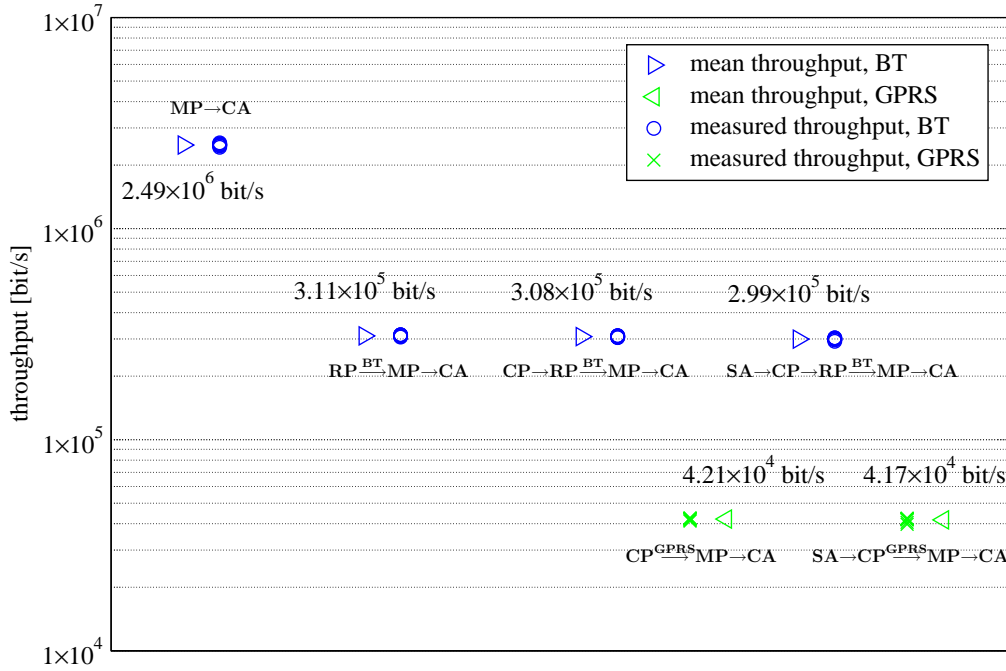 1×10^7
mean throughput, BT
mean throughput, GPRS
measured throughput, BT
measured throughput, GPRS
MP→CA
2.49×10^6 bit/s
1×10^6
throughput [bit/s]
3.11×10^5 bit/s
3.08×10^5 bit/s
2.99×10^5 bit/s
RP BT→ MP→CA
CP→RP BT→ MP→CA
SA→CP→RP BT→ MP→CA
1×10^5
4.21×10^4 bit/s
4.17×10^4 bit/s
CP GPRS→ MP→CA
SA→CP GPRS→ MP→CA
1×10^4